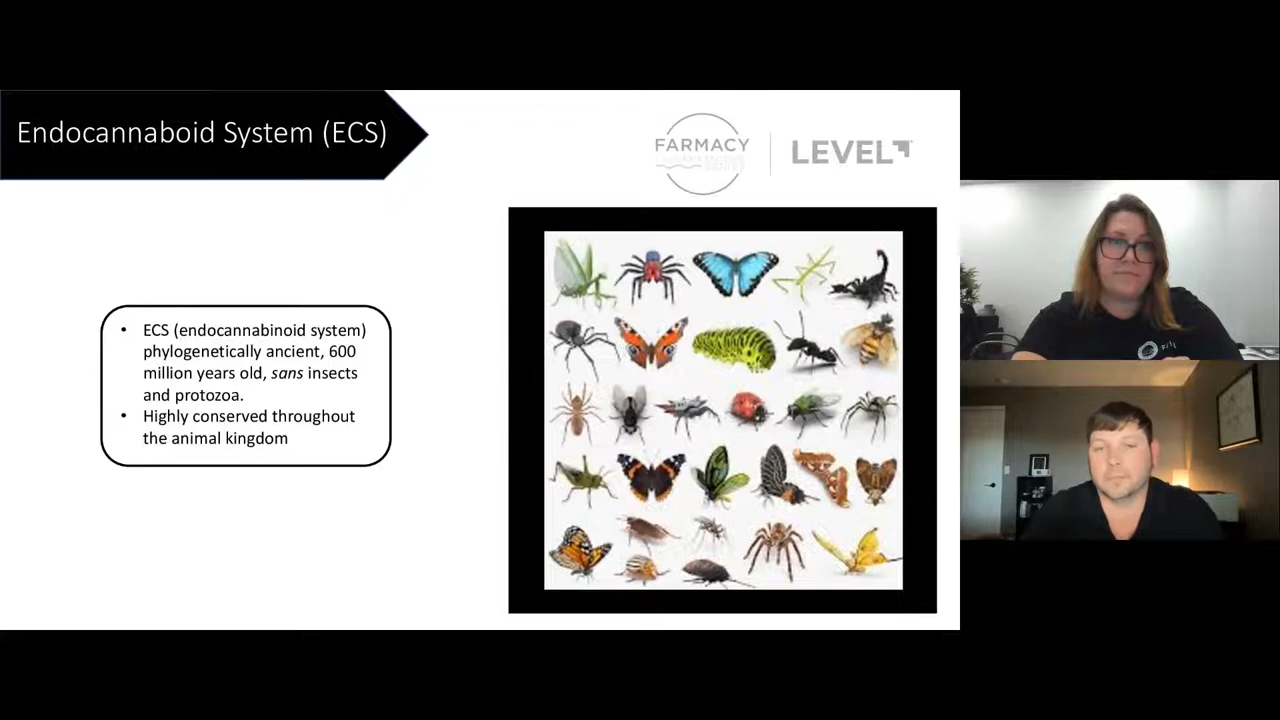 Endocannaboid System (ECS)
FARMACY
LEVEL
• ECS (endocannabinoid system)
phylogenetically ancient, 600
million years old, sans insects
and protozoa.
• Highly conserved throughout
the animal kingdom